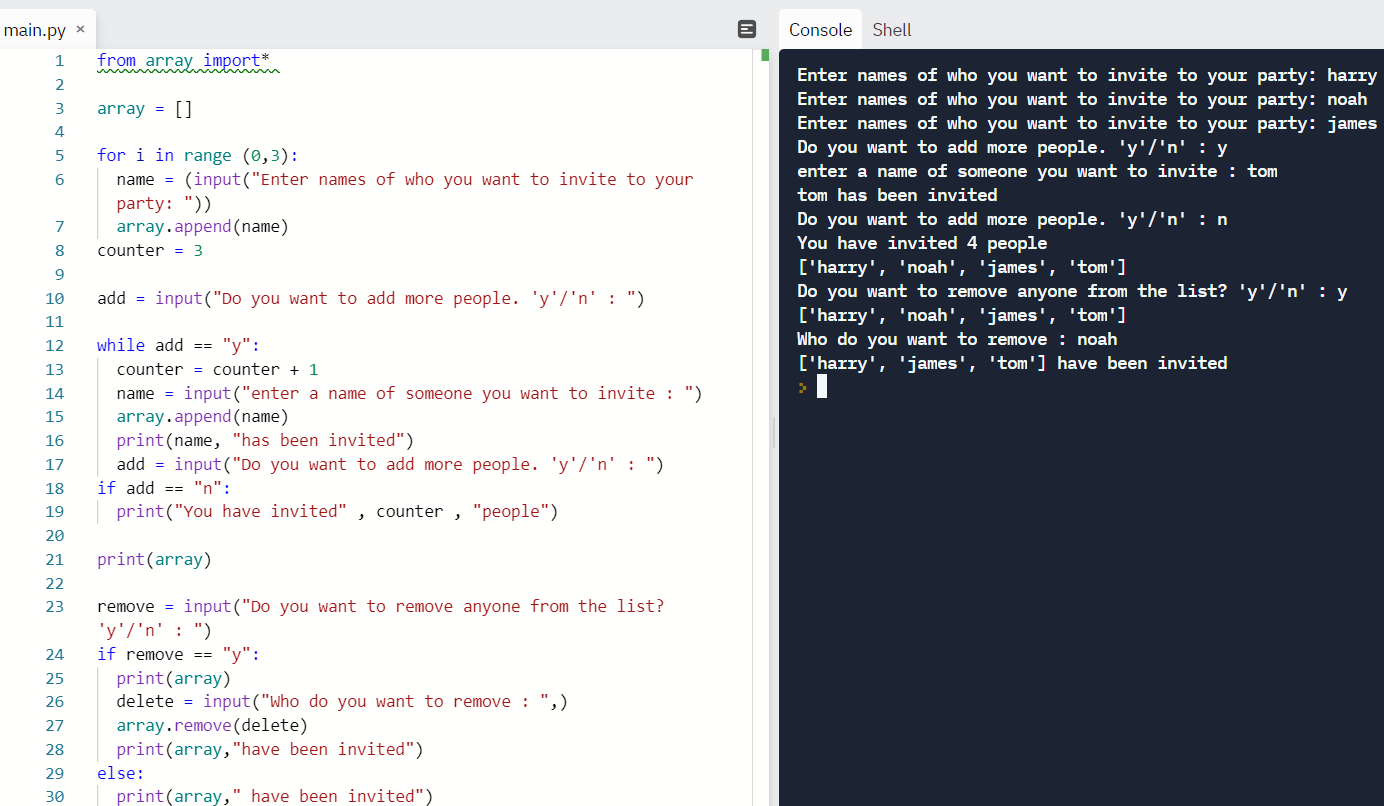 main.py ×
1 from array import*
2
3 array = []
4
5 for i in range (0,3):
6 name = (input("Enter names of who you want to invite to your
party: "))
7 array.append(name)
8 counter = 3
9
10 add = input("Do you want to add more people. 'y'/'n' : ")
11
12 while add == "y":
13 counter = counter + 1
14 name = input("enter a name of someone you want to invite : ")
15 array.append(name)
16 print(name, "has been invited")
17 add = input("Do you want to add more people. 'y'/'n' : ")
18 if add == "n":
19 print("You have invited" , counter , "people")
20
21 print(array)
22
23 remove = input("Do you want to remove anyone from the list?
'y'/'n' : ")
24 if remove == "y":
25 print(array)
26 delete = input("Who do you want to remove : ",)
27 array.remove(delete)
28 print(array,"have been invited")
29 else:
30 print(array," have been invited")
Console Shell
Enter names of who you want to invite to your party: harry
Enter names of who you want to invite to your party: noah
Enter names of who you want to invite to your party: james
Do you want to add more people. 'y'/'n' : y
enter a name of someone you want to invite : tom
tom has been invited
Do you want to add more people. 'y'/'n' : n
You have invited 4 people
['harry', 'noah', 'james', 'tom']
Do you want to remove anyone from the list? 'y'/'n' : y
['harry', 'noah', 'james', 'tom']
Who do you want to remove : noah
['harry', 'james', 'tom'] have been invited
>